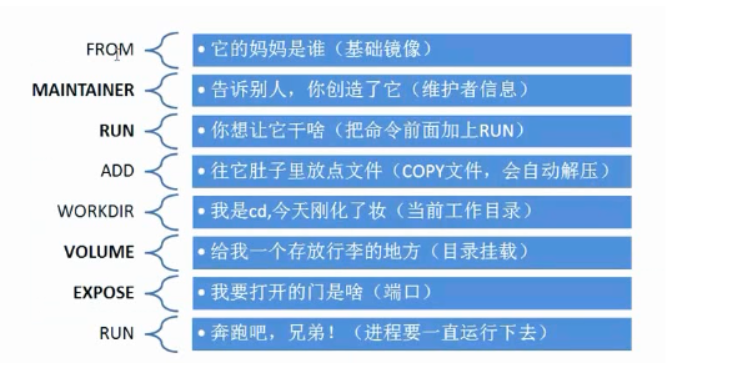 FROM • 它的妈妈是谁（基础镜像）
MAINTAINER • 告诉别人，你创造了它（维护者信息）
RUN • 你想让它干啥（把命令前面加上RUN）
ADD • 往它肚子里放点文件（COPY文件，会自动解压）
WORKDIR • 我是cd,今天刚化了妆（当前工作目录）
VOLUME • 给我一个存放行李的地方（目录挂载）
EXPOSE • 我要打开的门是啥（端口）
RUN • 奔跑吧，兄弟！（进程要一直运行下去）